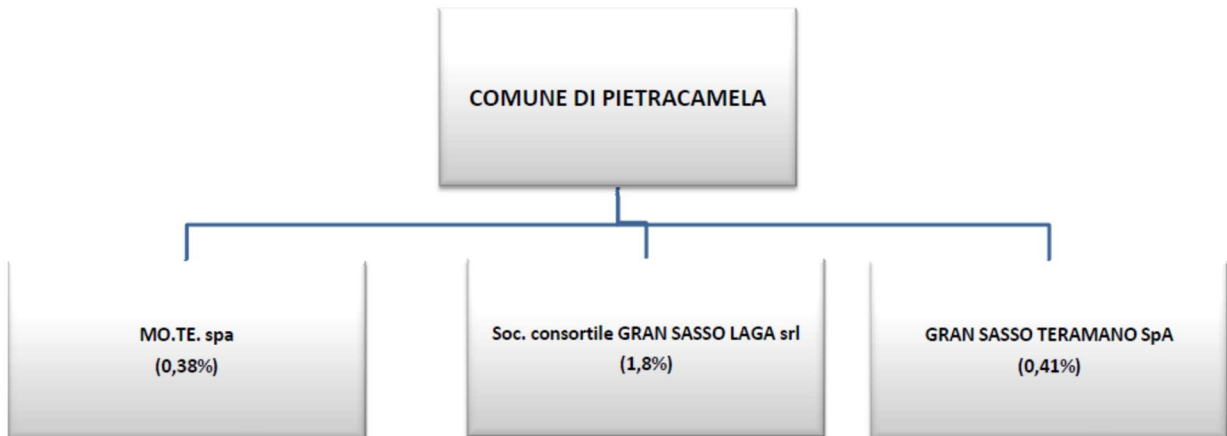 COMUNE DI PIETRACAMELA
MO.TE. spa
(0,38%)
Soc. consortile GRAN SASSO LAGA srl
(1,8%)
GRAN SASSO TERAMANO SpA
(0,41%)